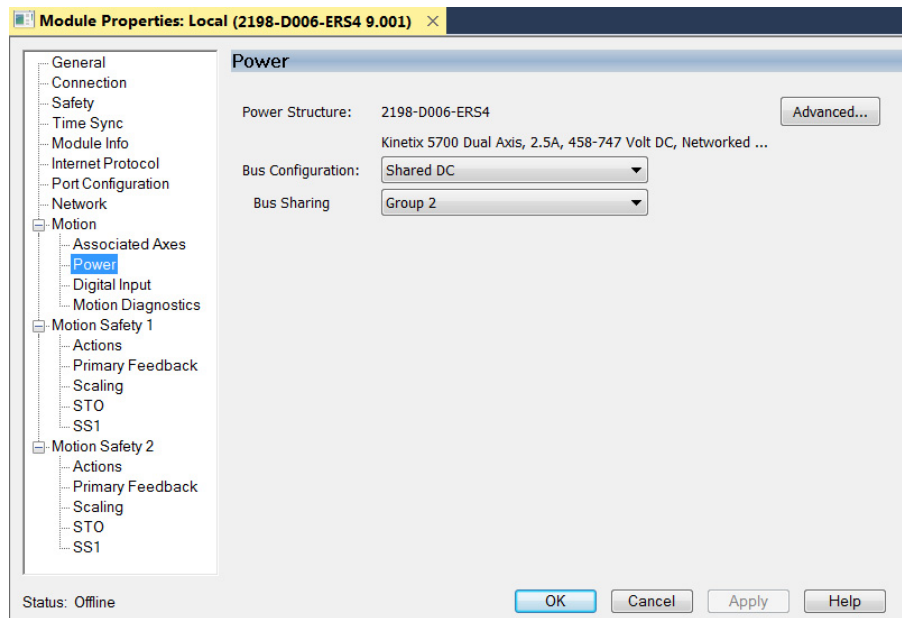 Module Properties: Local (2198-D006-ERS4 9.001)
General
Connection
Safety
Time Sync
Module Info
Internet Protocol
Port Configuration
Network
Motion
Associated Axes
Power
Digital Input
Motion Diagnostics
Motion Safety 1
Actions
Primary Feedback
Scaling
STO
SS1
Motion Safety 2
Actions
Primary Feedback
Scaling
STO
SS1
Power
Power Structure: 2198-D006-ERS4 Advanced...
Kinetix 5700 Dual Axis, 2.5A, 458-747 Volt DC, Networked ...
Bus Configuration: Shared DC
Bus Sharing Group 2
Status: Offline OK Cancel Apply Help